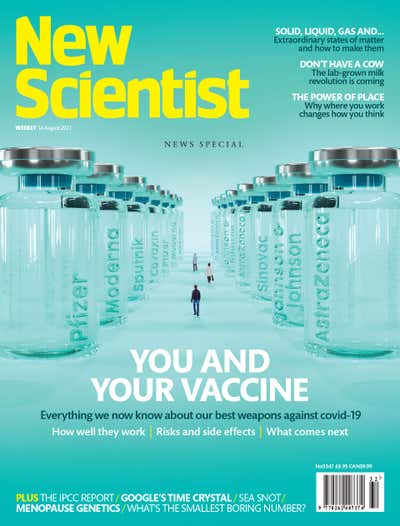 New
Scientist
WEEKLY 14 August 2021
SOLID, LIQUID, GAS AND...
Extraordinary states of matter
and how to make them
DON'T HAVE A COW
The lab-grown milk
revolution is coming
THE POWER OF PLACE
Why where you work
changes how you think
NEWS SPECIAL
Pfizer
Moderna
Sputnik
Covaxin
Sinovac
Johnson &
Johnson
AstraZeneca
YOU AND
YOUR VACCINE
Everything we now know about our best weapons against covid-19
How well they work | Risks and side effects | What comes next
No3347 £6.95 CAN$9.99
PLUS THE IPCC REPORT / GOOGLE'S TIME CRYSTAL / SEA SNOT /
MENOPAUSE GENETICS / WHAT'S THE SMALLEST BORING NUMBER?